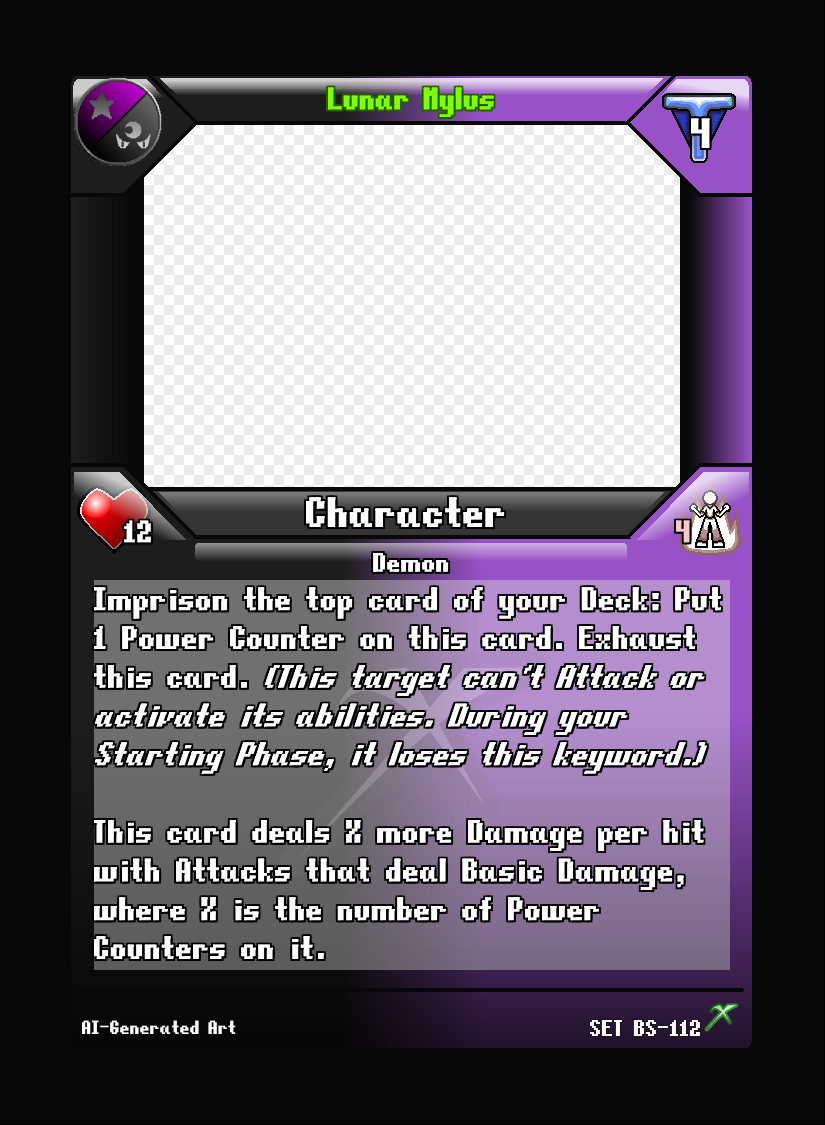 Lunar Nylus
4
Character
12
4
Demon
Imprison the top card of your Deck: Put
1 Power Counter on this card. Exhaust
this card. (This target can't Attack or
activate its abilities. During your
Starting Phase, it loses this keyword.)
This card deals X more Damage per hit
with Attacks that deal Basic Damage,
where X is the number of Power
Counters on it.
AI-Generated Art
SET BS-112